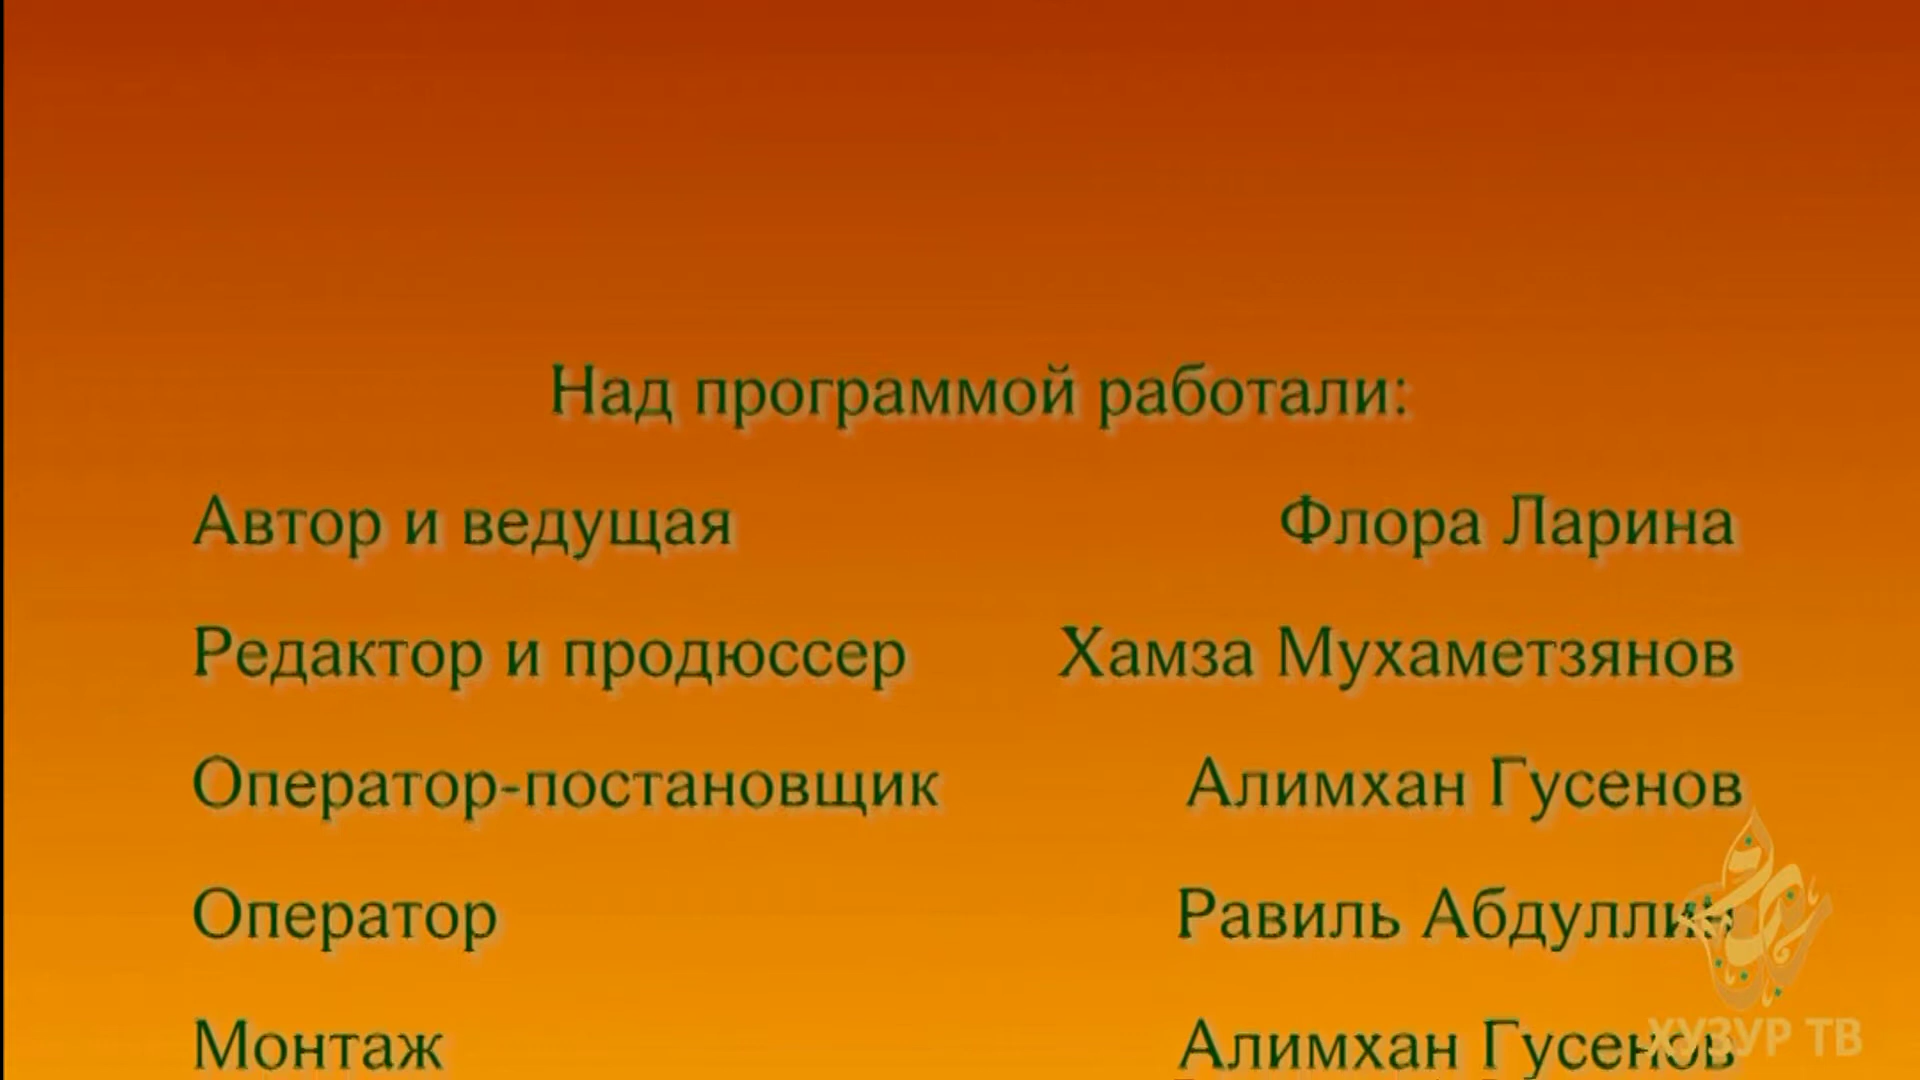 Над программой работали:
Автор и ведущая Флора Ларина
Редактор и продюссер Хамза Мухаметзянов
Оператор-постановщик Алимхан Гусенов
Оператор Равиль Абдуллин
Монтаж Алимхан Гусенов
ХУЗУР ТВ